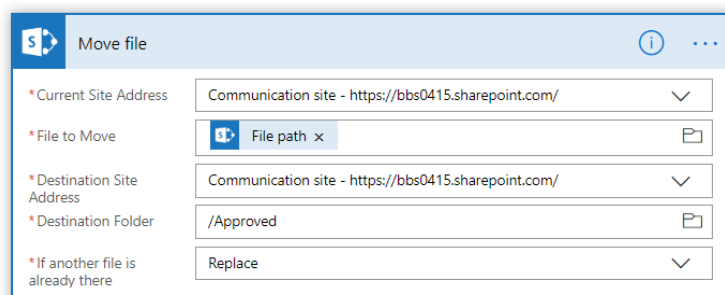 Move file
*Current Site Address
Communication site - https://bbs0415.sharepoint.com/
*File to Move
File path ×
*Destination Site
Address
Communication site - https://bbs0415.sharepoint.com/
*Destination Folder
/Approved
*If another file is
already there
Replace